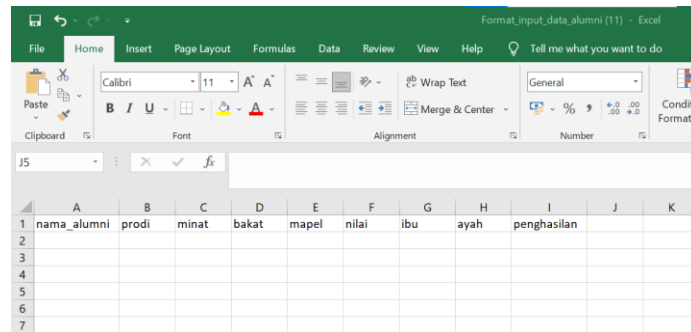 Format_input_data_alumni (11) - Excel
File Home Insert Page Layout Formulas Data Review View Help Tell me what you want to do
Calibri 11 A A Wrap Text General
Paste B I U A Merge & Center % , .0 .00 .00 .0 Condit
Format
Clipboard Font Alignment Number
J5 fx
A B C D E F G H I J K
1 nama_alumni prodi minat bakat mapel nilai ibu ayah penghasilan
2
3
4
5
6
7